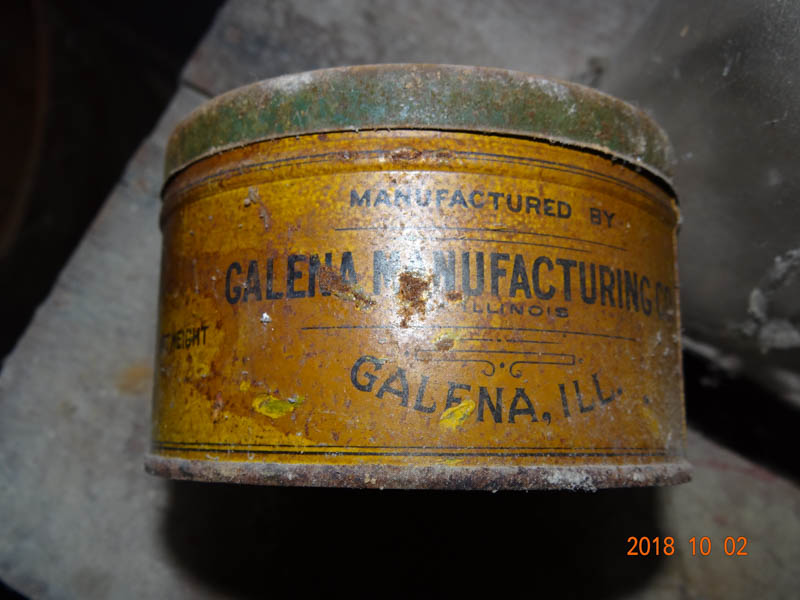 MANUFACTURED BY
GALENA MANUFACTURING CO.
ILLINOIS
WEIGHT
GALENA, ILL.
2018 10 02